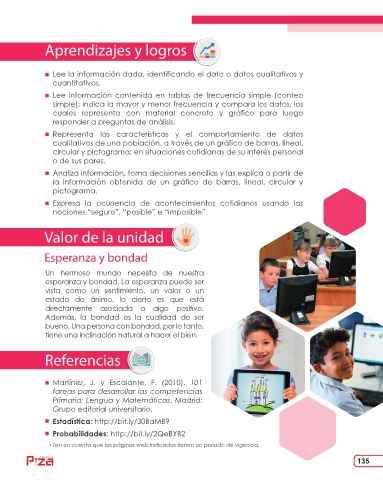 Aprendizajes y logros
Lee la información dada, identificando el dato o datos cualitativos y
cuantitativos.
Lee información contenida en tablas de frecuencia simple (conteo
simple); indica la mayor y menor frecuencia y compara los datos, los
cuales representa con material concreto y gráfico para luego
responder a preguntas de análisis.
Representa las características y el comportamiento de datos
cualitativos de una población, a través de un gráfico de barras, lineal,
circular y pictograma; en situaciones cotidianas de su interés personal
o de sus pares.
Analiza información, toma decisiones sencillas y las explica a partir de
la información obtenida de un gráfico de barras, lineal, circular y
pictograma.
Expresa la ocurrencia de acontecimientos cotidianos usando las
nociones “seguro”, “posible” e “imposible”.
Valor de la unidad
Esperanza y bondad
Un hermoso mundo necesita de nuestra
esperanza y bondad. La esperanza puede ser
vista como un sentimiento, un valor o un
estado de ánimo, lo cierto es que está
directamente asociada a algo positivo.
Además, la bondad es la cualidad de ser
bueno. Una persona con bondad, por lo tanto,
tiene una inclinación natural a hacer el bien.
Referencias
Martínez, J. y Escalante, F. (2010). 101
tareas para desarrollar las competencias
Primaria: Lengua y Matemáticas. Madrid:
Grupo editorial universitario.
Estadística: http://bit.ly/30BaMB9
Probabilidades: http://bit.ly/2QeBYB2
• Ten en cuenta que las páginas web indicadas tienen un periodo de vigencia.
Piza
135